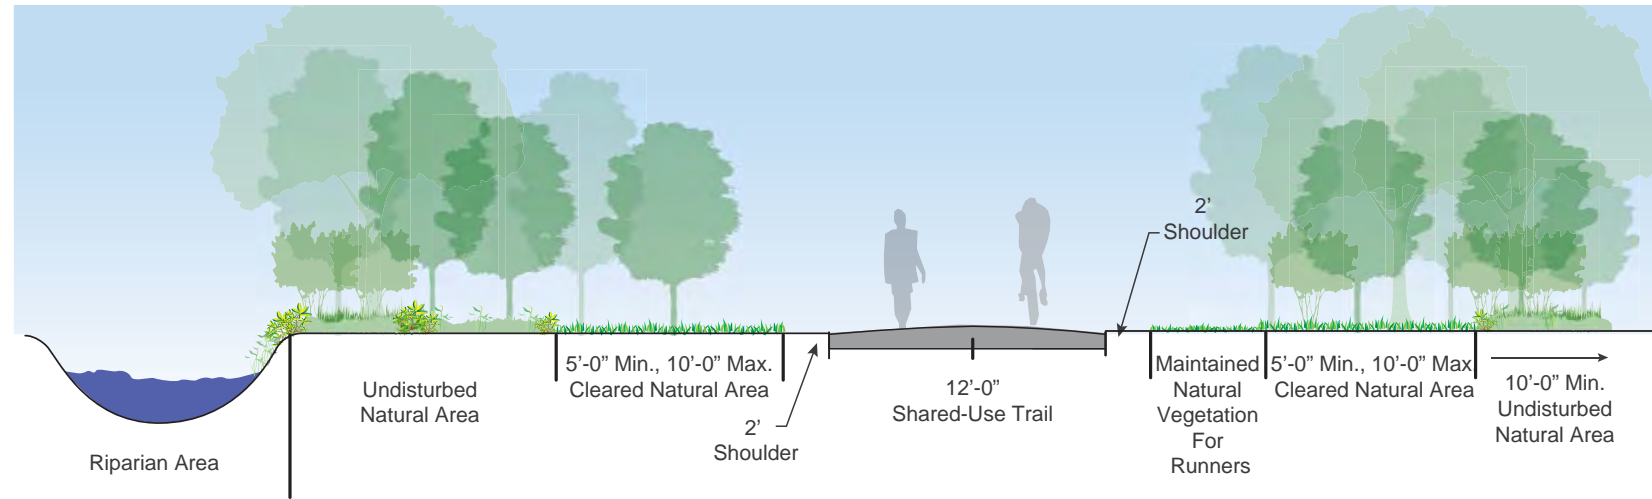 Riparian Area
Undisturbed
Natural Area
5’-0” Min., 10’-0” Max.
Cleared Natural Area
2’
Shoulder
12’-0”
Shared-Use Trail
2’
Shoulder
Maintained
Natural
Vegetation
For
Runners
5’-0” Min., 10’-0” Max
Cleared Natural Area
10’-0” Min.
Undisturbed
Natural Area